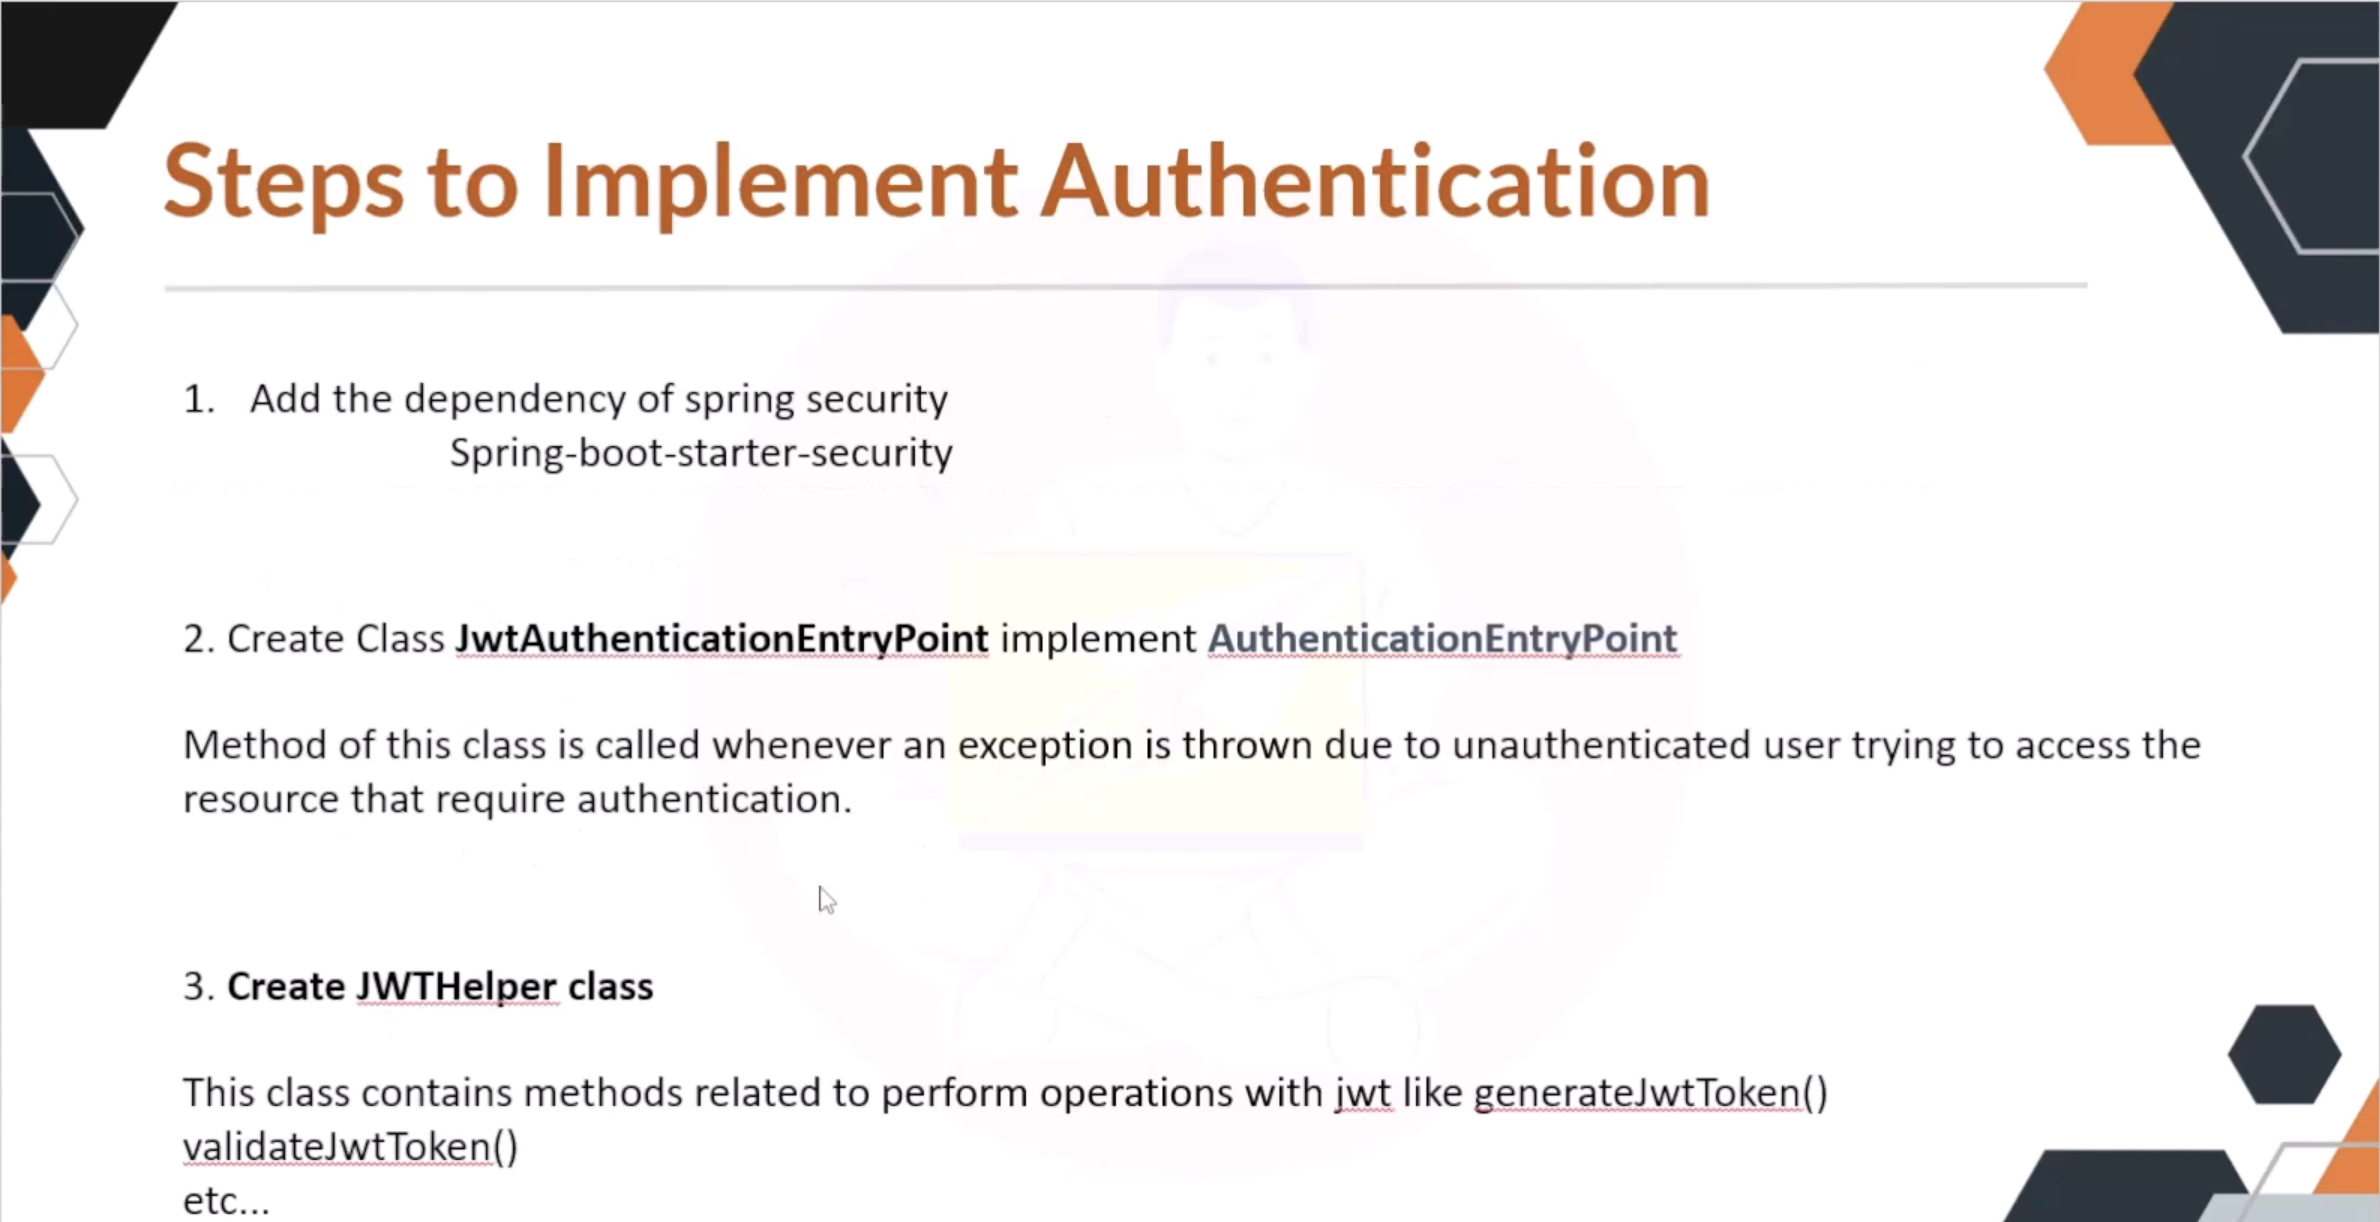 Steps to Implement Authentication
1. Add the dependency of spring security
Spring-boot-starter-security
2. Create Class JwtAuthenticationEntryPoint implement AuthenticationEntryPoint
Method of this class is called whenever an exception is thrown due to unauthenticated user trying to access the
resource that require authentication.
3. Create JWTHelper class
This class contains methods related to perform operations with jwt like generateJwtToken()
validateJwtToken()
etc...